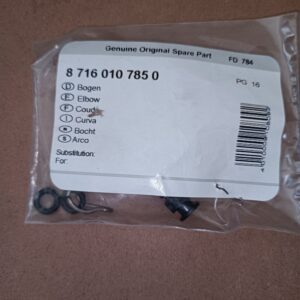 Genuine Original Spare Part FD 784
8 716 010 785 0
PG 16
D Bogen
E Elbow
F Coude
I Curva
Bocht
S Arco
Substitution:
For: